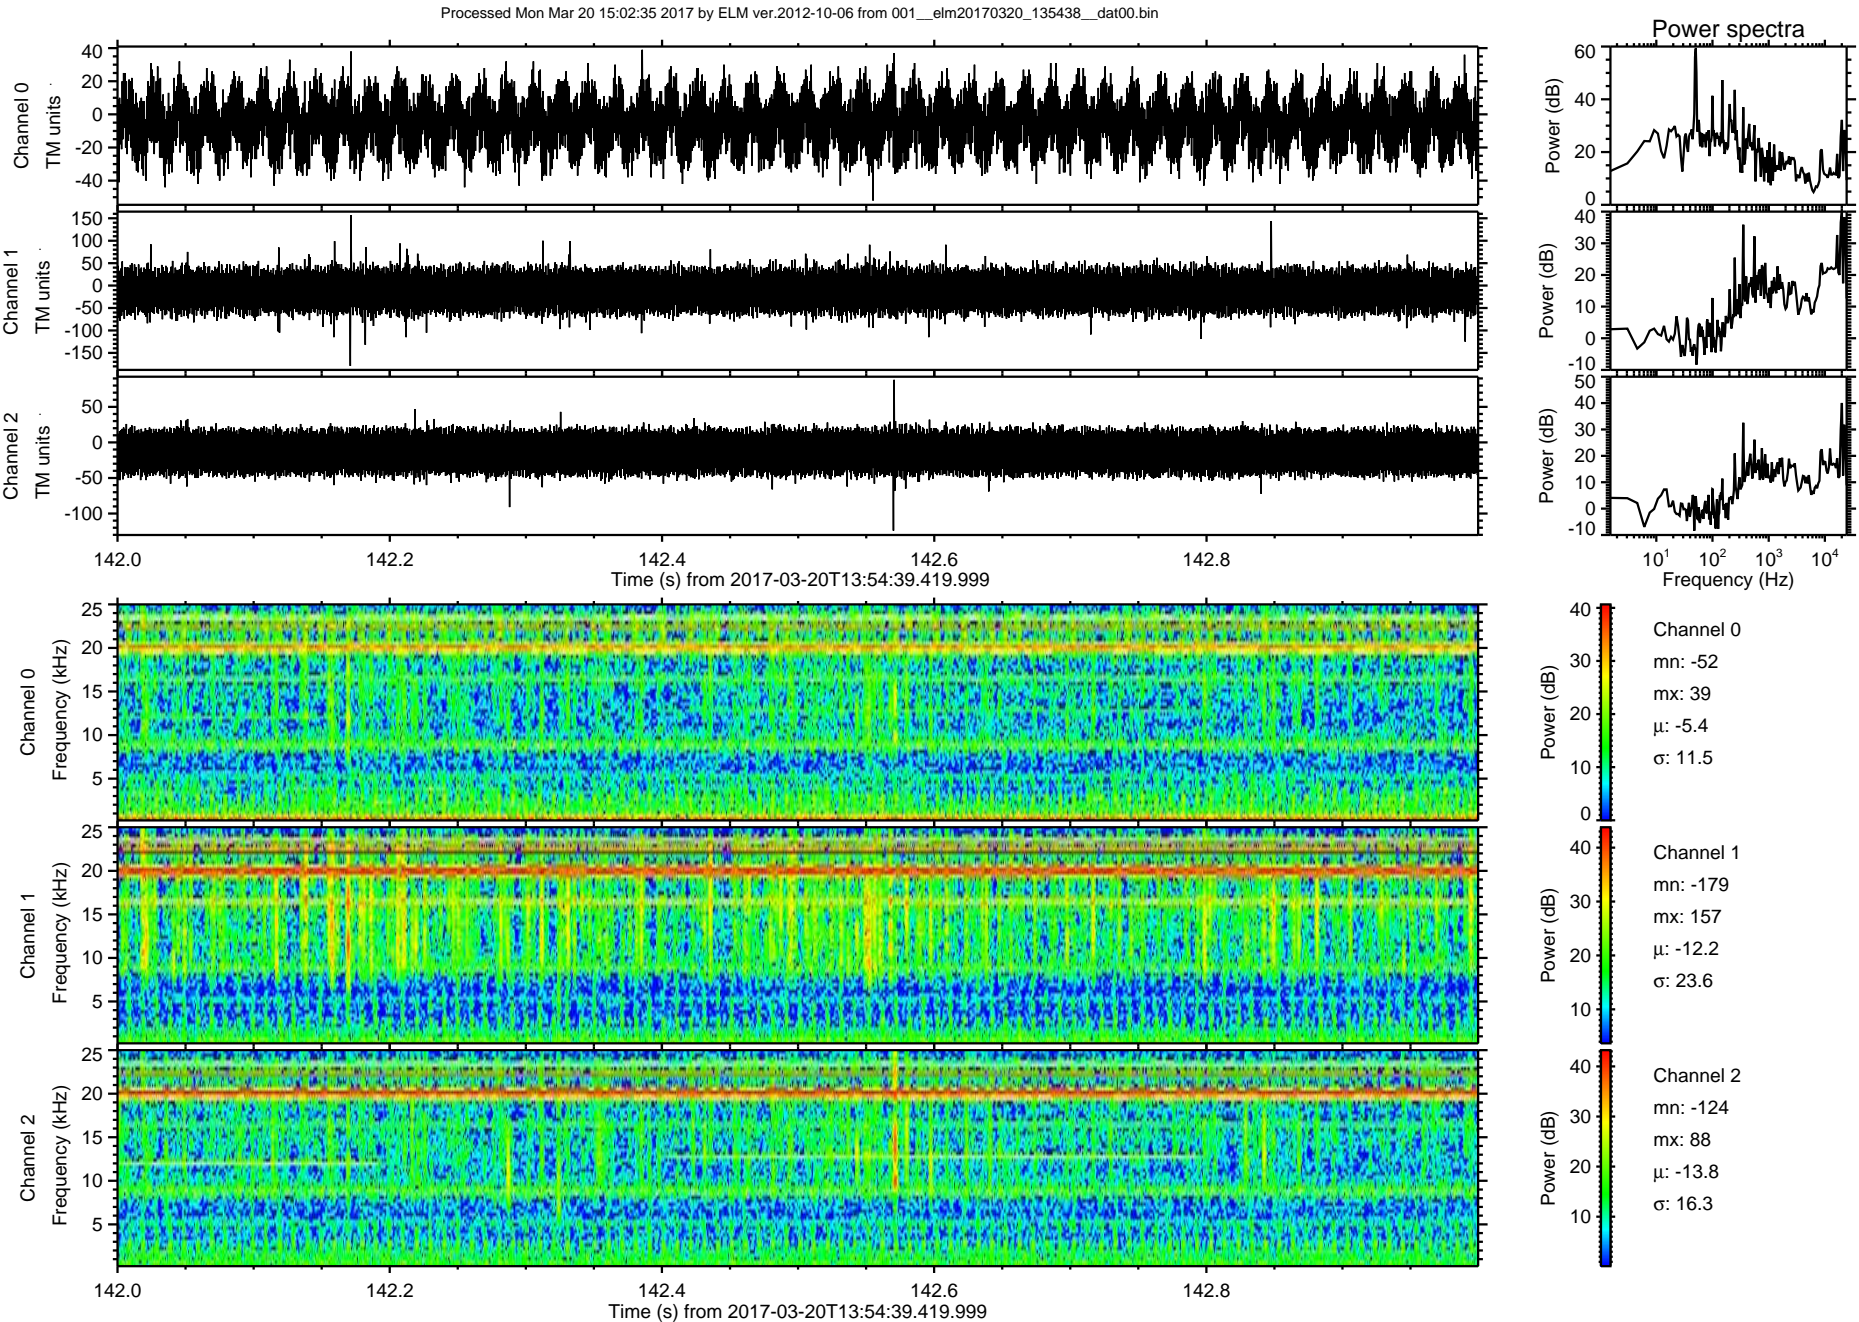 Processed Mon Mar 20 15:02:35 2017 by ELM ver.2012-10-06 from 001__elm20170320_135438__dat00.bin
Power spectra
Channel 0
TM units
40
20
0
-20
-40
Power (dB)
60
40
20
0
Channel 1
TM units
150
100
50
0
-50
-100
-150
Power (dB)
40
30
20
10
0
-10
Channel 2
TM units
50
0
-50
-100
Power (dB)
50
40
30
20
10
0
-10
142.0 142.2 142.4 142.6 142.8
Time (s) from 2017-03-20T13:54:39.419.999
10^1 10^2 10^3 10^4
Frequency (Hz)
Channel 0
Frequency (kHz)
25
20
15
10
5
Power (dB)
40
30
20
10
0
Channel 0
mn: -52
mx: 39
μ: -5.4
σ: 11.5
Channel 1
Frequency (kHz)
25
20
15
10
5
Power (dB)
40
30
20
10
Channel 1
mn: -179
mx: 157
μ: -12.2
σ: 23.6
Channel 2
Frequency (kHz)
25
20
15
10
5
Power (dB)
40
30
20
10
Channel 2
mn: -124
mx: 88
μ: -13.8
σ: 16.3
142.0 142.2 142.4 142.6 142.8
Time (s) from 2017-03-20T13:54:39.419.999